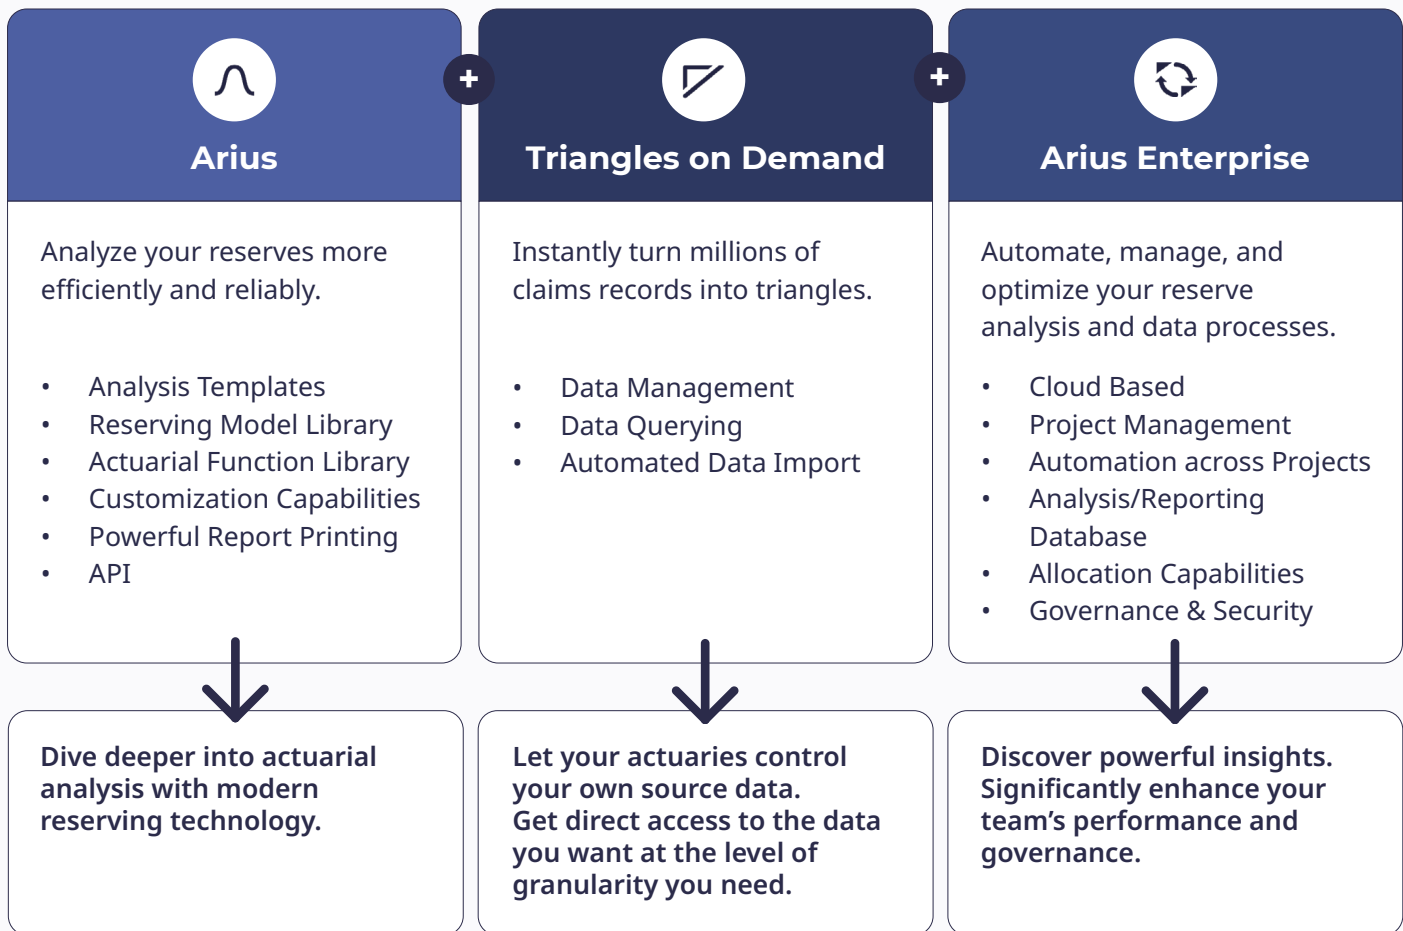 Arius
Analyze your reserves more
efficiently and reliably.
• Analysis Templates
• Reserving Model Library
• Actuarial Function Library
• Customization Capabilities
• Powerful Report Printing
• API
Dive deeper into actuarial
analysis with modern
reserving technology.
+
Triangles on Demand
Instantly turn millions of
claims records into triangles.
• Data Management
• Data Querying
• Automated Data Import
Let your actuaries control
your own source data.
Get direct access to the data
you want at the level of
granularity you need.
+
Arius Enterprise
Automate, manage, and
optimize your reserve
analysis and data processes.
• Cloud Based
• Project Management
• Automation across Projects
• Analysis/Reporting
Database
• Allocation Capabilities
• Governance & Security
Discover powerful insights.
Significantly enhance your
team’s performance and
governance.